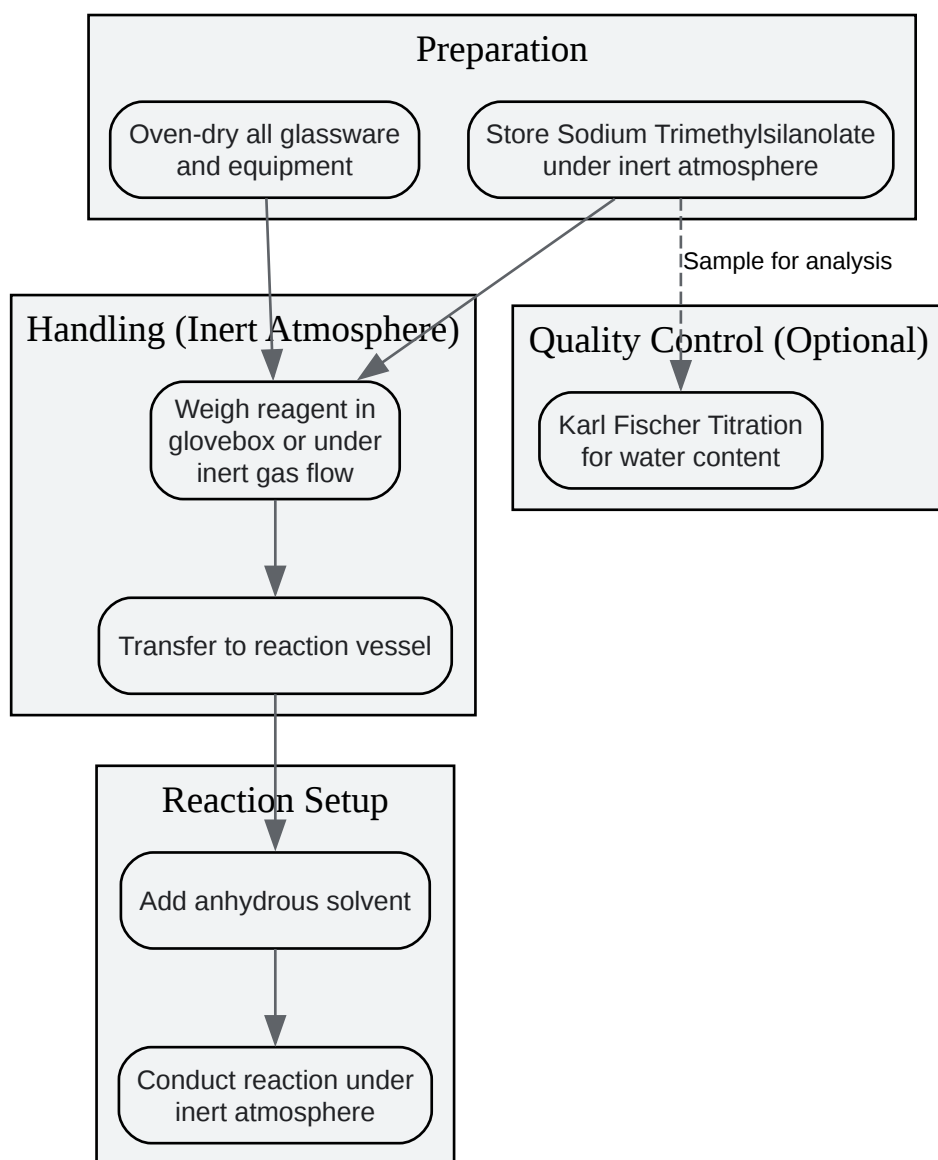 Preparation
Oven-dry all glassware
and equipment
Store Sodium Trimethylsilanolate
under inert atmosphere
Sample for analysis
Handling (Inert Atmosphere)
Weigh reagent in
glovebox or under
inert gas flow
Transfer to reaction vessel
Quality Control (Optional)
Karl Fischer Titration
for water content
Reaction Setup
Add anhydrous solvent
Conduct reaction under
inert atmosphere